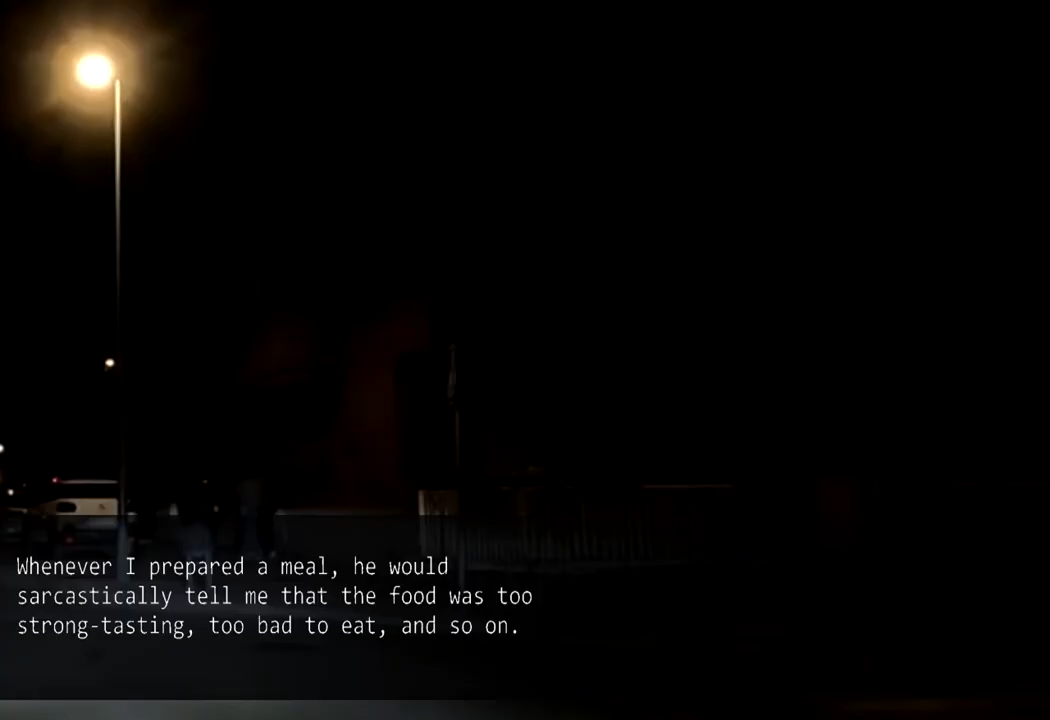 Whenever I prepared a meal, he would
sarcastically tell me that the food was too
strong-tasting, too bad to eat, and so on.